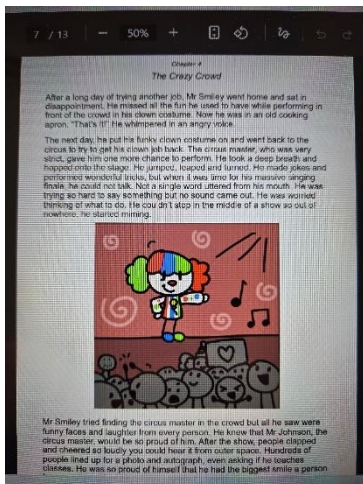 7 / 13 — 50% +
Chapter 4
The Crazy Crowd
After a long day of trying another job, Mr Smiley went home and sat in
disappointment. He missed all the fun he used to have while performing in
front of the crowd in his clown costume. Now he was in an old cooking
apron. "That's it!" He whimpered in an angry voice.
The next day, he put his funky clown costume on and went back to the
circus to try to get his clown job back. The circus master, who was very
strict, gave him one more chance to perform. He took a deep breath and
hopped onto the stage. He jumped, leaped and turned. He made jokes and
performed wonderful tricks, but when it was time for his massive singing
finale, he could not talk. Not a single word uttered from his mouth. He was
trying so hard to say something but no sound came out. He was worried
thinking of what to do. He couldn't stop in the middle of a show so out of
nowhere, he started miming.
Mr Smiley tried finding the circus master in the crowd but all he saw were
funny faces and laughter from every person. He knew that Mr Johnson, the
circus master, would be so proud of him. After the show, people clapped
and cheered so loudly you could hear it from outer space. Hundreds of
people lined up for a photo and autograph, even asking if he teaches
classes. He was so proud of himself that he had the biggest smile a person